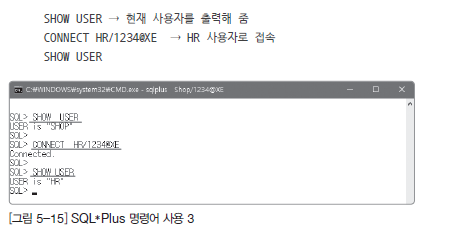 SHOW USER → 현재 사용자를 출력해 줌
CONNECT HR/1234@XE → HR 사용자로 접속
SHOW USER
C:\WINDOWS\system32\CMD.exe - sqlplus Shop/1234@XE
SQL> SHOW USER
USER is "SHOP"
SQL>
SQL> CONNECT HR/1234@XE
Connected.
SQL>
SQL> SHOW USER
USER is "HR"
SQL>
[그림 5-15] SQL*Plus 명령어 사용 3